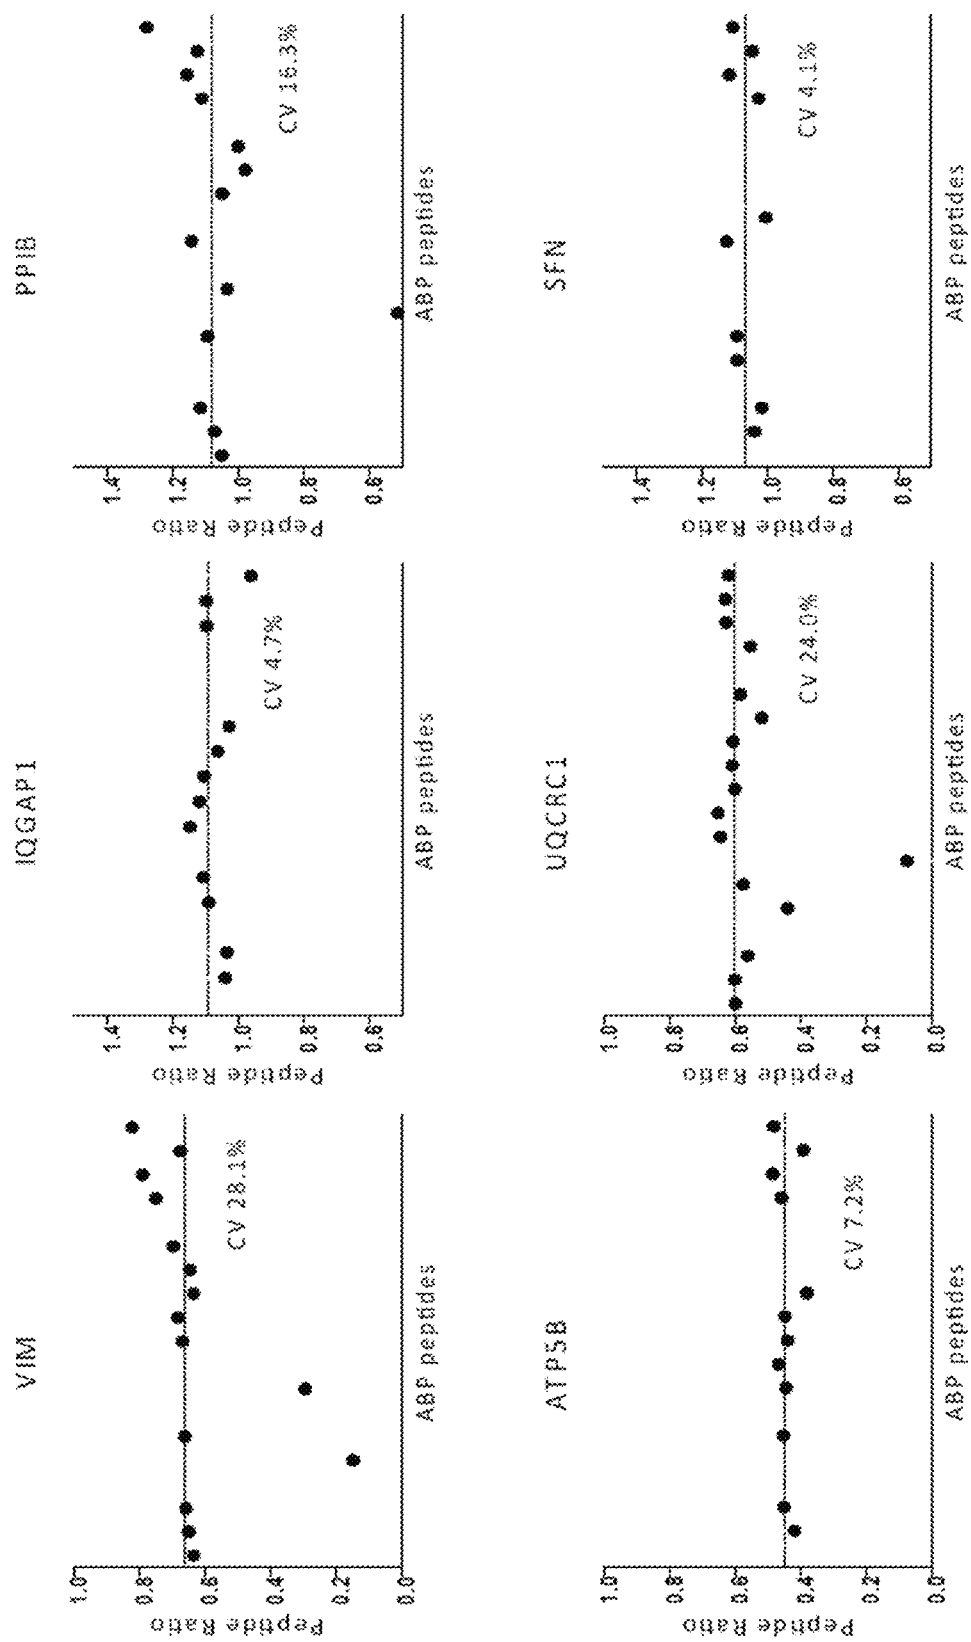 VIM
Peptide Ratio
1.0
0.8
0.6
0.4
0.2
0.0
CV 28.1%
ABP peptides
IQGAP1
Peptide Ratio
1.4
1.2
1.0
0.8
0.6
CV 4.7%
ABP peptides
PPIB
Peptide Ratio
1.4
1.2
1.0
0.8
0.6
CV 16.3%
ABP peptides
ATP5B
Peptide Ratio
1.0
0.8
0.6
0.4
0.2
0.0
CV 7.2%
ABP peptides
UQCRC1
Peptide Ratio
1.0
0.8
0.6
0.4
0.2
0.0
CV 24.0%
ABP peptides
SFN
Peptide Ratio
1.4
1.2
1.0
0.8
0.6
CV 4.1%
ABP peptides